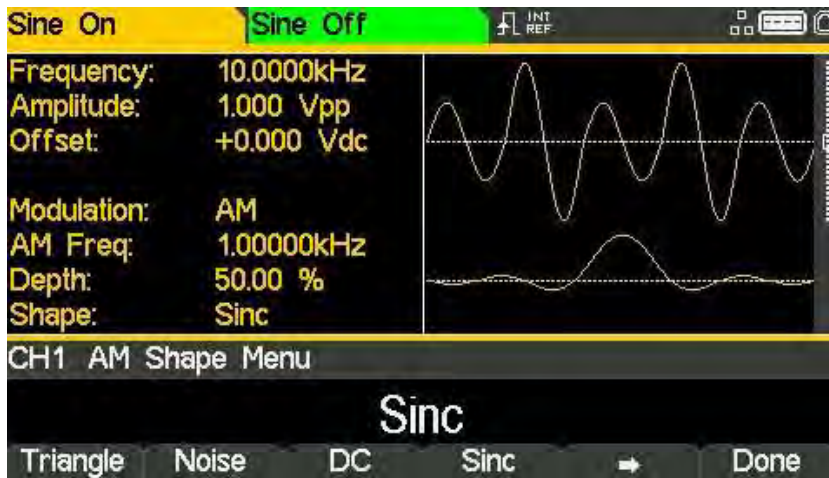 Sine On Sine Off INT REF
Frequency: 10.0000kHz
Amplitude: 1.000 Vpp
Offset: +0.000 Vdc
Modulation: AM
AM Freq: 1.00000kHz
Depth: 50.00 %
Shape: Sinc
CH1 AM Shape Menu
Sinc
Triangle Noise DC Sinc ➡ Done